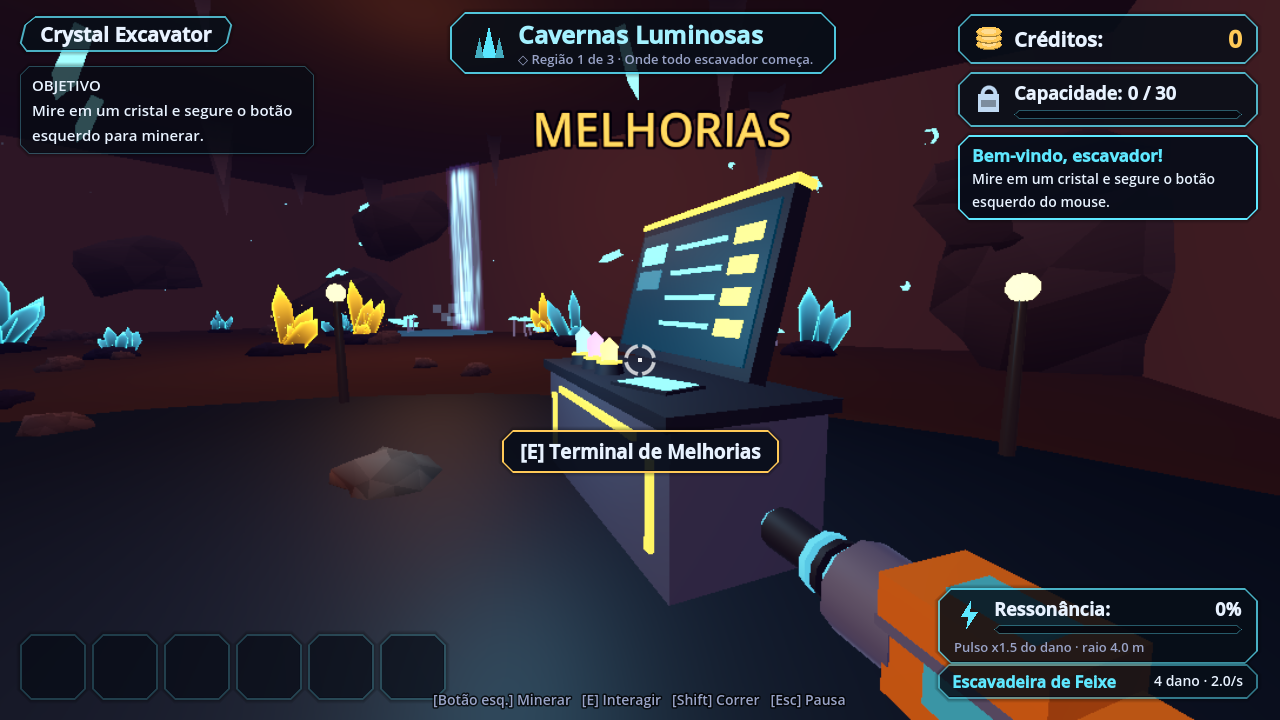 Crystal Excavator
OBJETIVO
Mire em um cristal e segure o botão
esquerdo para minerar.
Cavernas Luminosas
◇ Região 1 de 3 · Onde todo escavador começa.
Créditos: 0
Capacidade: 0 / 30
Bem-vindo, escavador!
Mire em um cristal e segure o botão
esquerdo do mouse.
MELHORIAS
[E] Terminal de Melhorias
Ressonância: 0%
Pulso x1.5 do dano · raio 4.0 m
Escavadeira de Feixe 4 dano · 2.0/s
[Botão esq.] Minerar [E] Interagir [Shift] Correr [Esc] Pausa